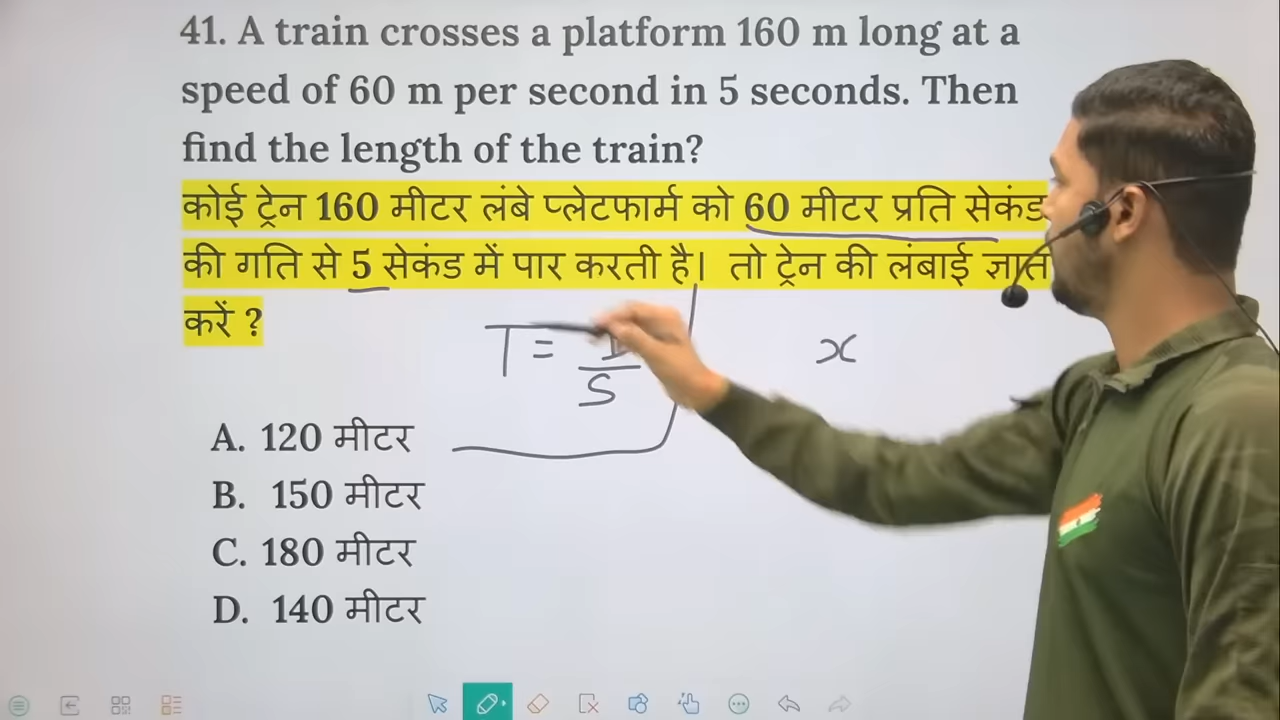 41. A train crosses a platform 160 m long at a
speed of 60 m per second in 5 seconds. Then
find the length of the train?
कोई ट्रेन 160 मीटर लंबे प्लेटफार्म को 60 मीटर प्रति सेकंड
की गति से 5 सेकंड में पार करती है। तो ट्रेन की लंबाई ज्ञात
करें ?
T =
S
x
A. 120 मीटर
B. 150 मीटर
C. 180 मीटर
D. 140 मीटर